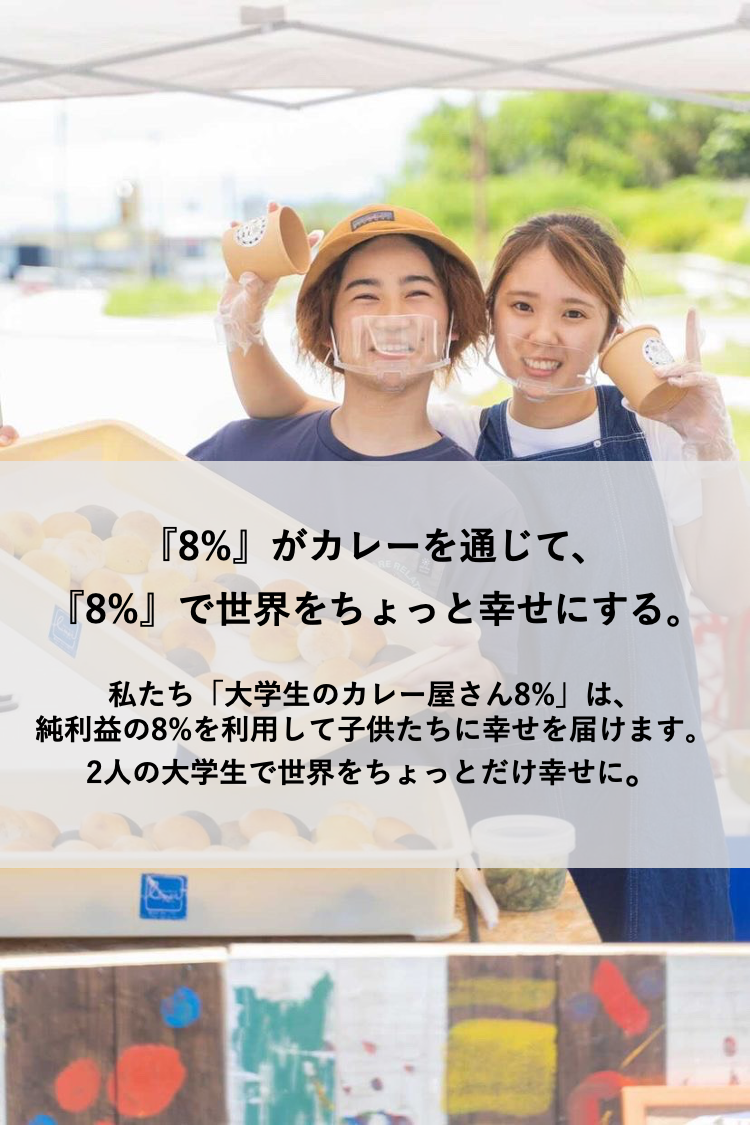 『8%』がカレーを通じて、
『8%』で世界をちょっと幸せにする。
私たち「大学生のカレー屋さん8%」は、
純利益の8%を利用して子供たちに幸せを届けます。
2人の大学生で世界をちょっとだけ幸せに。